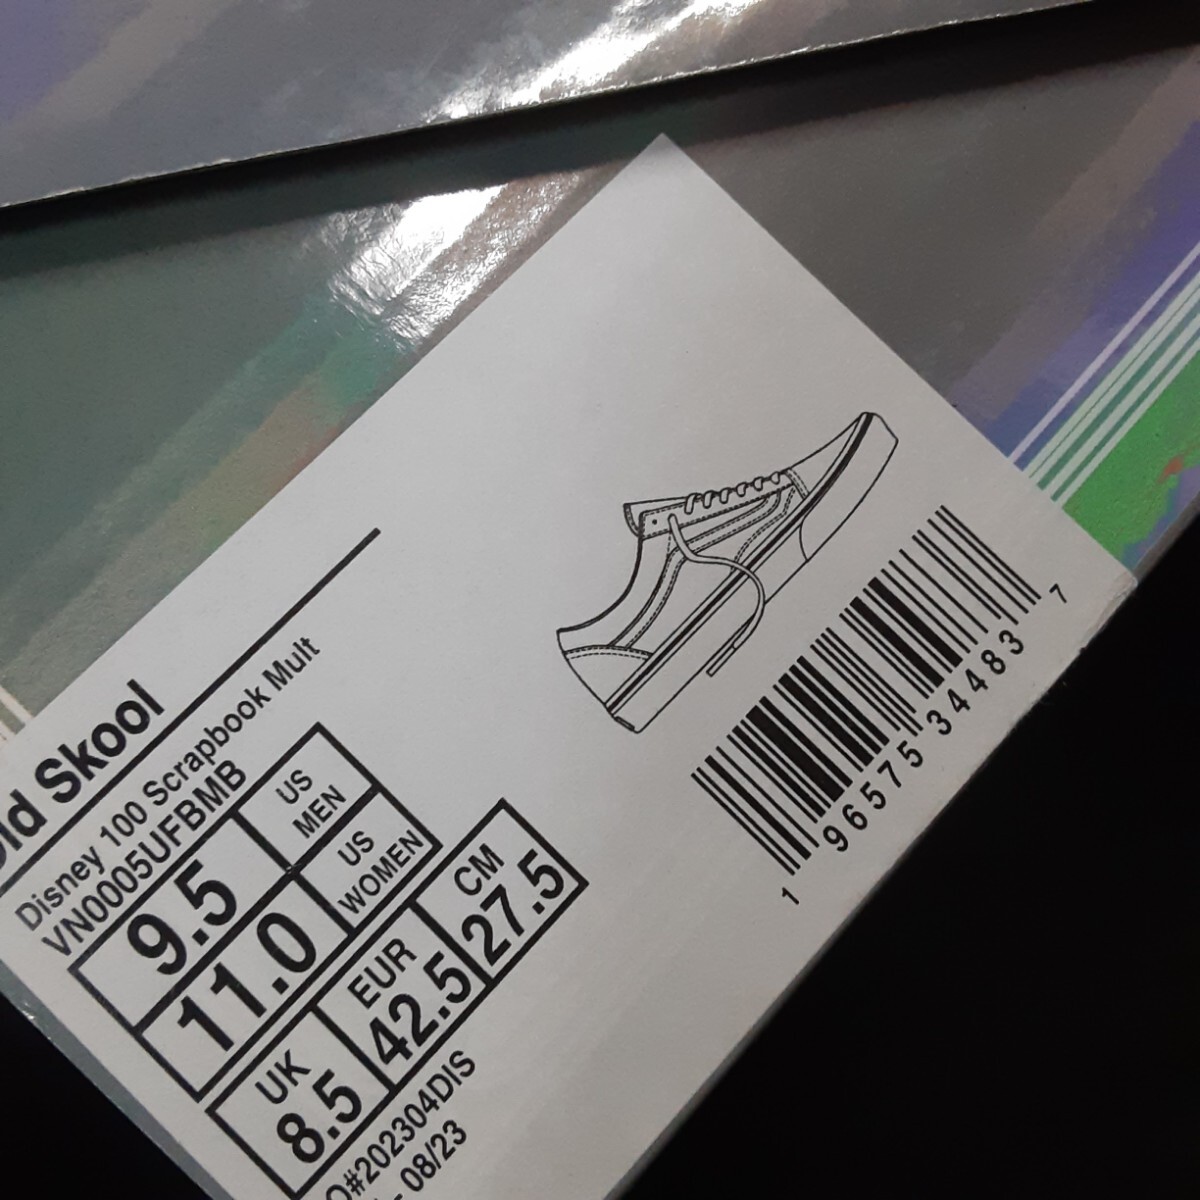 Old Skool
Disney 100 Scrapbook Mult
VN0005UFBMB
9.5 US MEN
11.0 US WOMEN
UK 8.5
EUR 42.5
CM 27.5
O#202304DIS
- 08/23
1 96575 34483 7